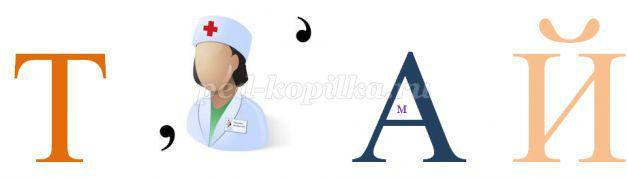 Т , ’ А м Й
ped-kopilka.ru